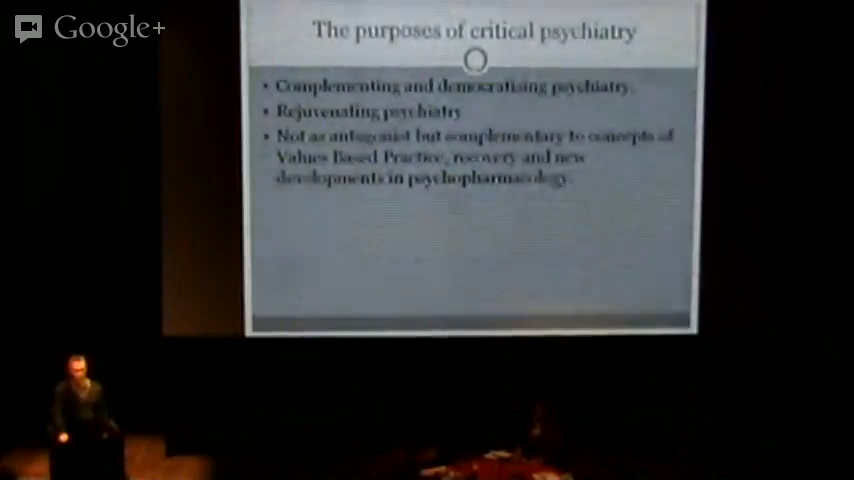 Google+
The purposes of critical psychiatry
• Complementing and democratising psychiatry.
• Rejuvenating psychiatry
• Not as antagonist but complementary to concepts of
Values Based Practice, recovery and new
developments in psychopharmacology.